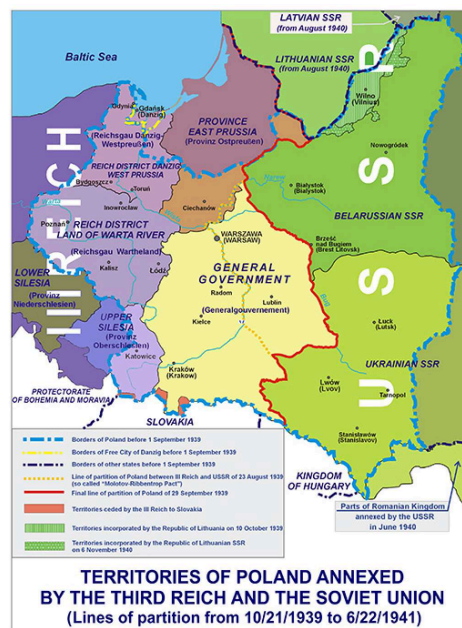 LATVIAN SSR
(from August 1940)
Baltic Sea
LITHUANIAN SSR
(from August 1940)
Wilno
(Vilnius)
Gdynia
Gdańsk
(Danzig)
(Reichsgau Danzig-
Westpreußen)
PROVINCE
EAST PRUSSIA
(Provinz Ostpreußen)
Nowogródek
REICH DISTRICT DANZIG-
WEST PRUSSIA
Bydgoszcz
Toruń
Białystok
(Bialystok)
Inowrocław
Ciechanów
BELARUSSIAN SSR
Poznań
REICH DISTRICT
LAND OF WARTA RIVER
(Reichsgau Wartheland)
WARSZAWA
(WARSAW)
Brześć
nad Bugiem
(Brest Litovsk)
Kalisz
Łódź
GENERAL
GOVERNMENT
LOWER
SILESIA
(Provinz
Niederschlesien)
Radom
Lublin
(Generalgouvernement)
Kielce
Bug
Łuck
(Lutsk)
UPPER
SILESIA
(Provinz
Oberschlesien)
Katowice
UKRAINIAN SSR
Kraków
(Krakow)
Lwów
(Lvov)
Tarnopol
PROTECTORATE
OF BOHEMIA AND MORAVIA
SLOVAKIA
Stanisławów
(Stanislavov)
III REICH
USSR
KINGDOM
OF HUNGARY
Parts of Romanian Kingdom
annexed by the USSR
in June 1940
Borders of Poland before 1 September 1939
Borders of Free City of Danzig before 1 September 1939
Borders of other states before 1 September 1939
Line of partition of Poland between III Reich and USSR of 23 August 1939
(so called "Molotov-Ribbentrop Pact")
Final line of partition of Poland of 29 September 1939
Territories ceded by the III Reich to Slovakia
Territories incorporated by the Republic of Lithuania on 10 October 1939
Territories incorporated by the Republic of Lithuanian SSR
on 6 November 1940
TERRITORIES OF POLAND ANNEXED
BY THE THIRD REICH AND THE SOVIET UNION
(Lines of partition from 10/21/1939 to 6/22/1941)